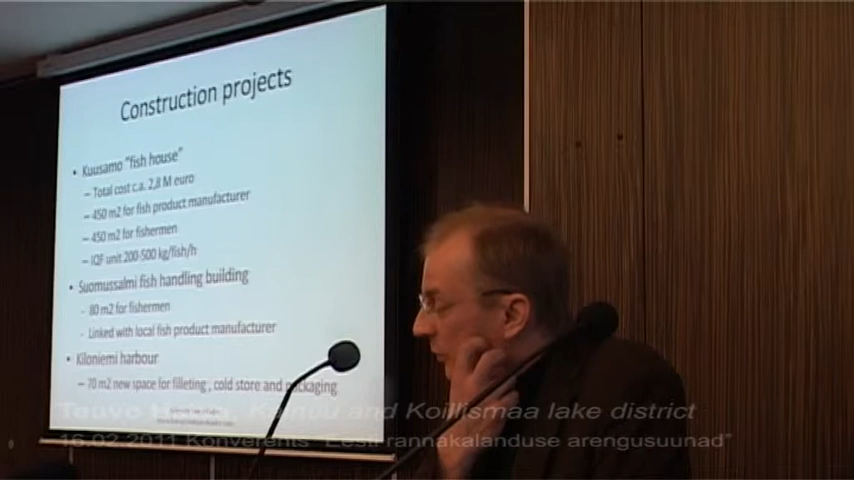 Construction projects
• Kuusamo "fish house"
– Total cost c.a. 2,8 M euro
– 450 m2 for fish product manufacturer
– 450 m2 for fishermen
– IQF unit 200-500 kg/fish/h
• Suomussalmi fish handling building
- 80 m2 for fishermen
- Linked with local fish product manufacturer
• Kiloniemi harbour
– 70 m2 new space for filleting , cold store and packaging
Teuvo Kainuu and Koillismaa lake district
16.02.2011 Konverents "Eesti rannakalanduse arengusuunad"